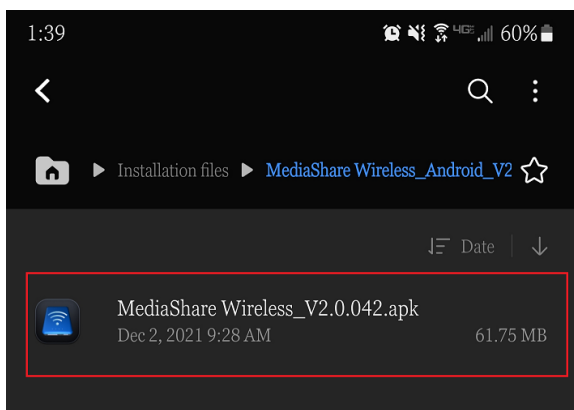 1:39 4GE 60%
Installation files MediaShare Wireless_Android_V2
Date
MediaShare Wireless_V2.0.042.apk
Dec 2, 2021 9:28 AM 61.75 MB